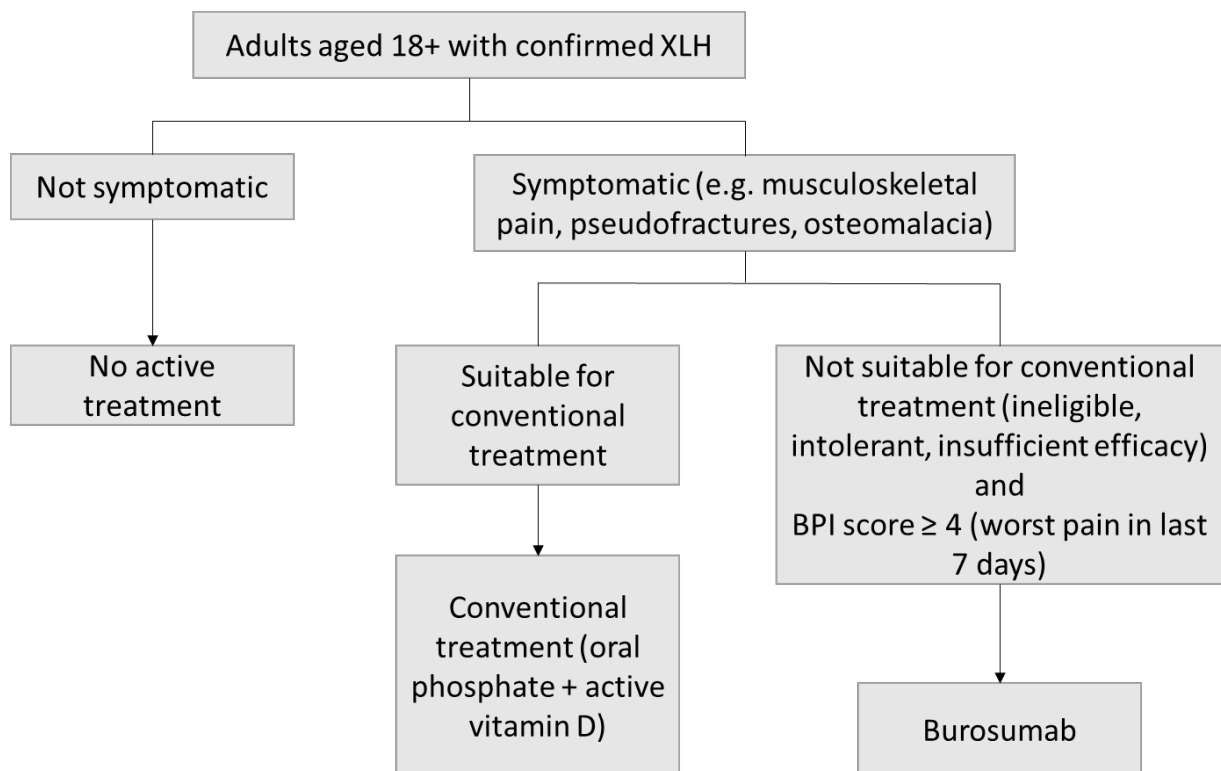 Adults aged 18+ with confirmed XLH
Not symptomatic
Symptomatic (e.g. musculoskeletal
pain, pseudofractures, osteomalacia)
No active
treatment
Suitable for
conventional
treatment
Not suitable for conventional
treatment (ineligible,
intolerant, insufficient efficacy)
and
BPI score ≥ 4 (worst pain in last
7 days)
Conventional
treatment (oral
phosphate + active
vitamin D)
Burosumab